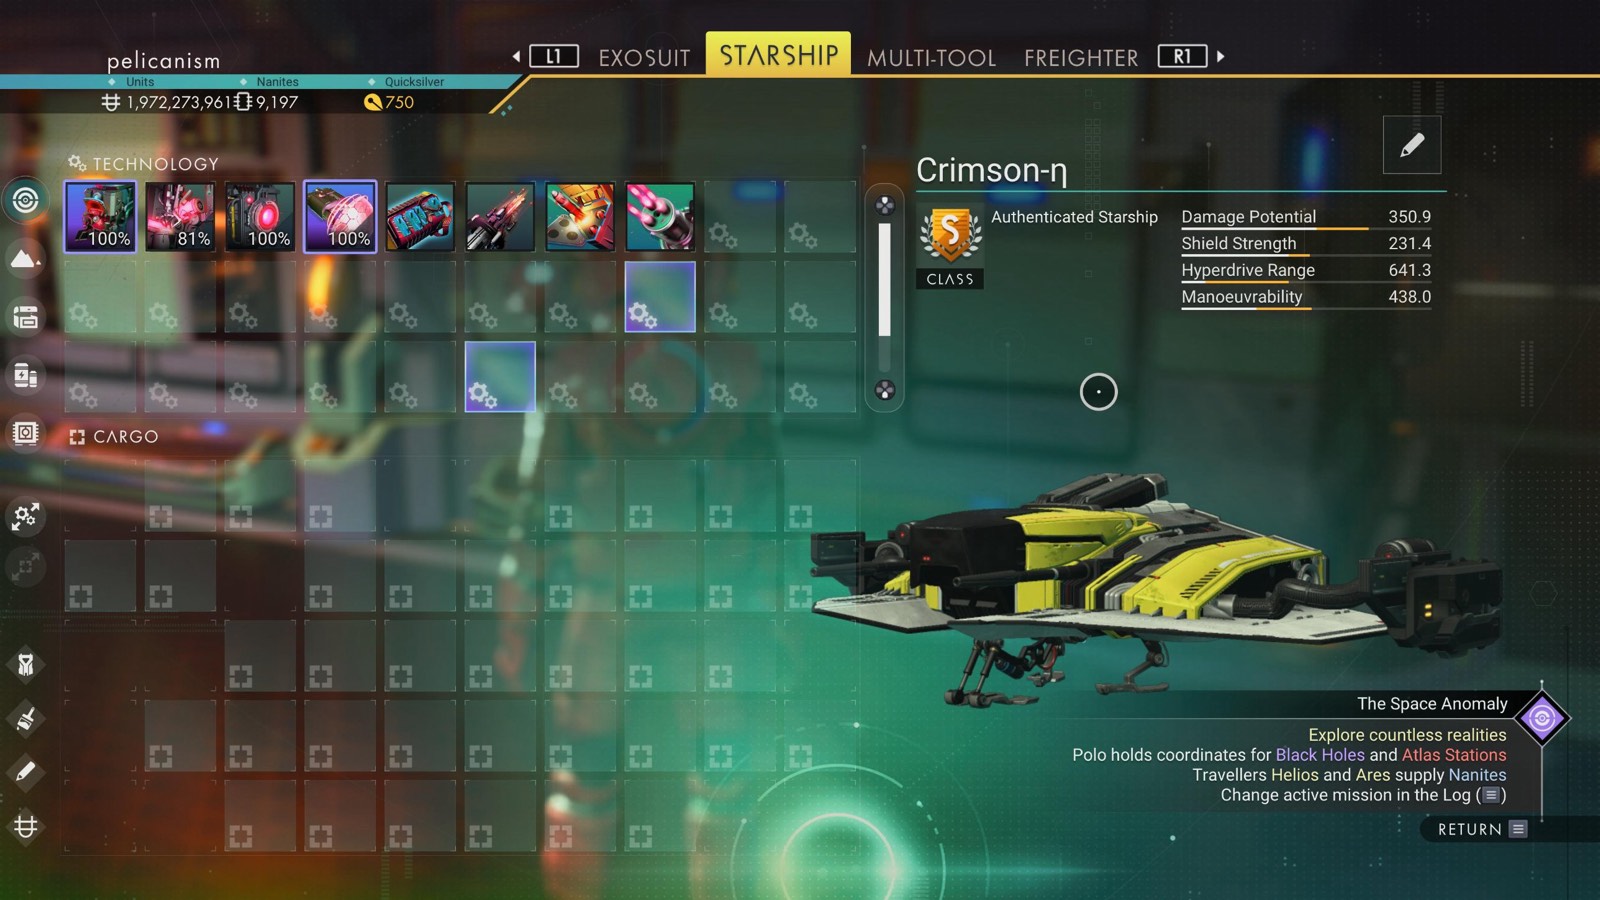 pelicanism
Units Nanites Quicksilver
1,972,273,961 9,197 750
L1 EXOSUIT STARSHIP MULTI-TOOL FREIGHTER R1
TECHNOLOGY
100% 81% 100% 100%
CARGO
Crimson-η
S
CLASS
Authenticated Starship
Damage Potential 350.9
Shield Strength 231.4
Hyperdrive Range 641.3
Manoeuvrability 438.0
The Space Anomaly
Explore countless realities
Polo holds coordinates for Black Holes and Atlas Stations
Travellers Helios and Ares supply Nanites
Change active mission in the Log ( )
RETURN